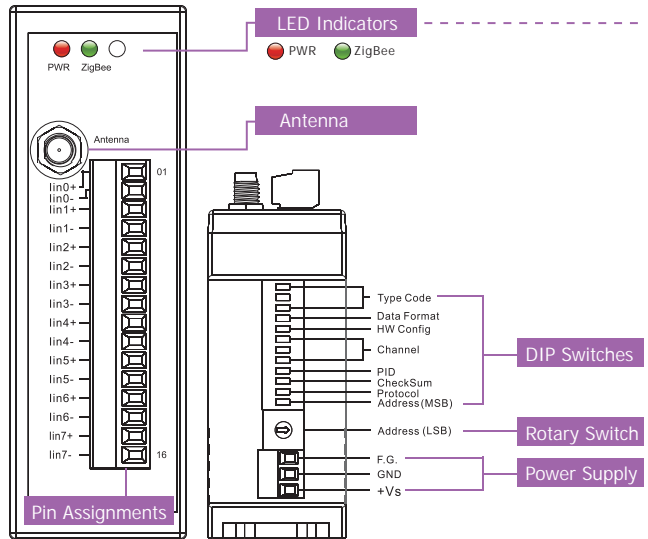 LED Indicators
PWR ZigBee
PWR ZigBee
Antenna
Antenna
01
Iin0+
Iin0-
Iin1+
Iin1-
Iin2+
Iin2-
Iin3+
Iin3-
Iin4+
Iin4-
Iin5+
Iin5-
Iin6+
Iin6-
Iin7+
Iin7-
16
Pin Assignments
Type Code
Data Format
HW Config
Channel
PID
CheckSum
Protocol
Address(MSB)
DIP Switches
Address (LSB)
Rotary Switch
F.G.
GND
+Vs
Power Supply